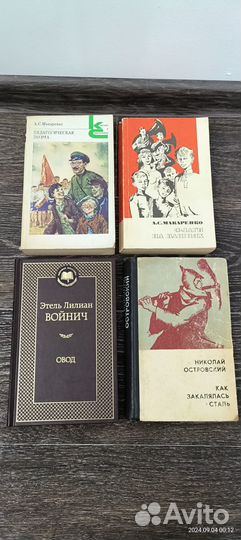 А.С.Макаренко
ПЕДАГОГИЧЕСКАЯ
ПОЭМА
А.С.МАКАРЕНКО
ФЛАГИ
НА БАШНЯХ
Этель Лилиан
ВОЙНИЧ
ОВОД
ОСТРОВСКИЙ
НИКОЛАЙ
ОСТРОВСКИЙ
КАК
ЗАКАЛЯЛАСЬ
СТАЛЬ
Avito
2024.09.04 00:12